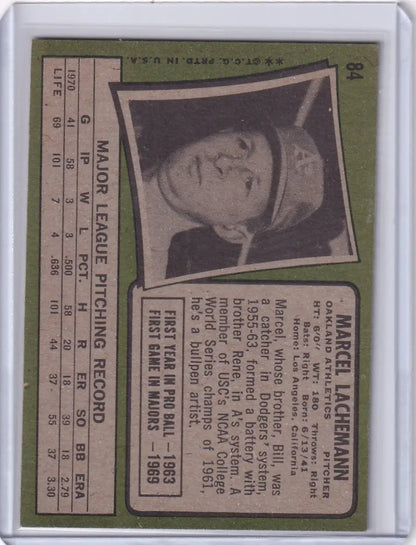 84
**©T.C.G. PRTD. IN U.S.A.
A's
MARCEL LACHEMANN
OAKLAND ATHLETICS PITCHER
HT: 6'0" WT: 180 Throws: Right
Bats: Right Born: 6/13/41
Home: Los Angeles, California
Marcel, whose brother, Bill, was
a catcher in Dodgers' system,
1955-63, formed a battery with
brother Rene, in A's system. A
member of USC's NCAA College
World Series champs of 1961,
he's a bullpen artist.
FIRST YEAR IN PRO BALL — 1963
FIRST GAME IN MAJORS — 1969
MAJOR LEAGUE PITCHING RECORD
G IP W L PCT. H R ER SO BB ERA
1970 41 58 3 3 .500 58 20 18 39 18 2.79
LIFE 69 101 7 4 .636 101 44 37 55 37 3.30